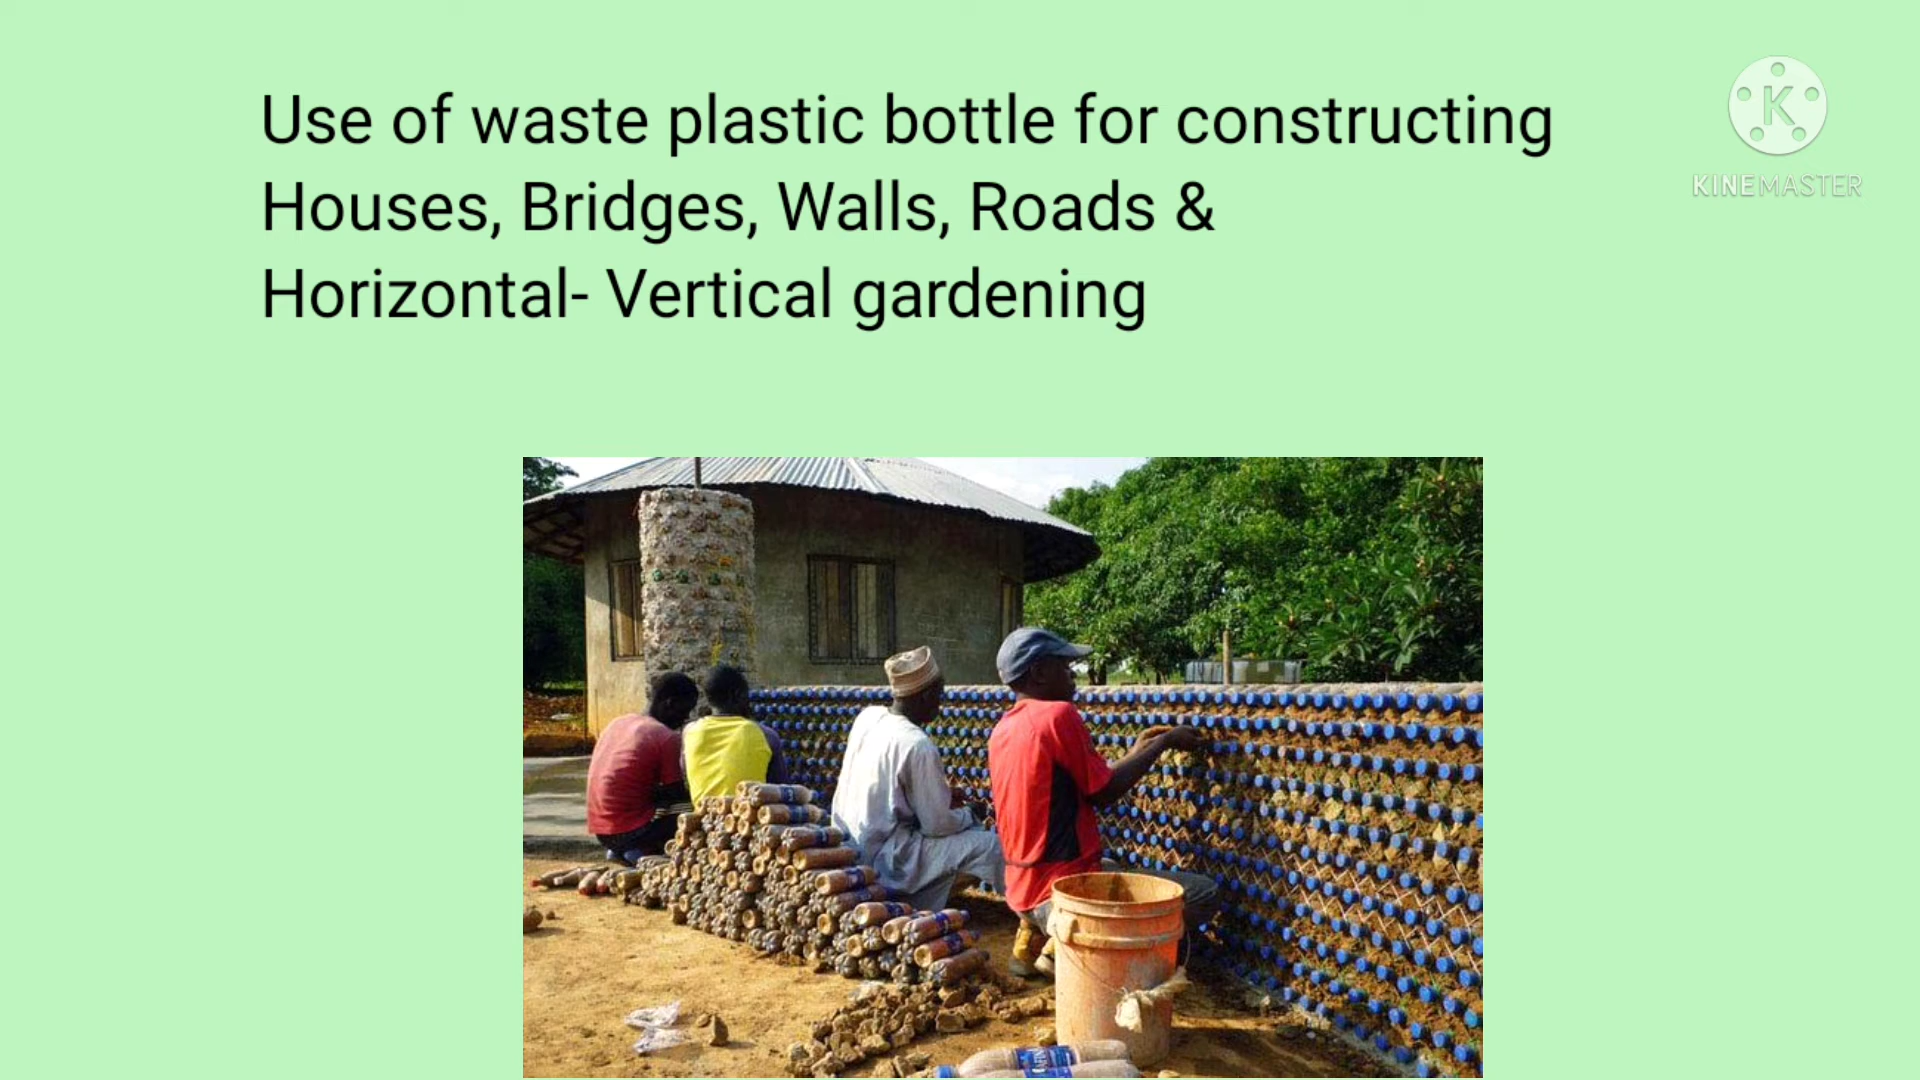 Use of waste plastic bottle for constructing
Houses, Bridges, Walls, Roads &
Horizontal- Vertical gardening
K
KINEMASTER